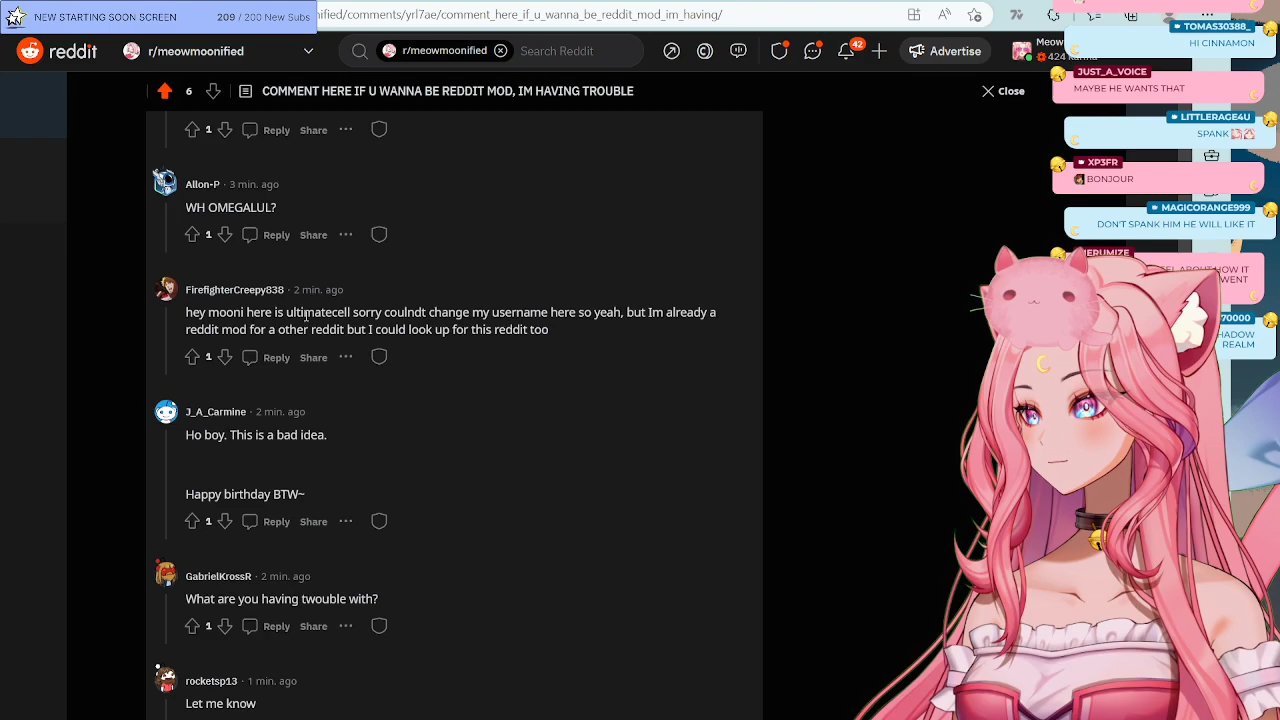 NEW STARTING SOON SCREEN 209 / 200 New Subs
ified/comments/yrl7ae/comment_here_if_u_wanna_be_reddit_mod_im_having/
reddit r/meowmoonified r/meowmoonified Search Reddit 42 Advertise Meow
424 karma
6 COMMENT HERE IF U WANNA BE REDDIT MOD, IM HAVING TROUBLE Close
1 Reply Share ...
Allon-P · 3 min. ago
WH OMEGALUL?
1 Reply Share ...
FirefighterCreepy838 · 2 min. ago
hey mooni here is ultimatecell sorry coulndt change my username here so yeah, but Im already a
reddit mod for a other reddit but I could look up for this reddit too
1 Reply Share ...
J_A_Carmine · 2 min. ago
Ho boy. This is a bad idea.
Happy birthday BTW~
1 Reply Share ...
GabrielKrossR · 2 min. ago
What are you having twouble with?
1 Reply Share ...
rocketsp13 · 1 min. ago
Let me know
TOMAS30388_
HI CINNAMON
JUST_A_VOICE
MAYBE HE WANTS THAT
LITTLERAGE4U
SPANK
XP3FR
BONJOUR
MAGICORANGE999
DON'T SPANK HIM HE WILL LIKE IT
ABOUT HOW IT
WENT
70000
REALM